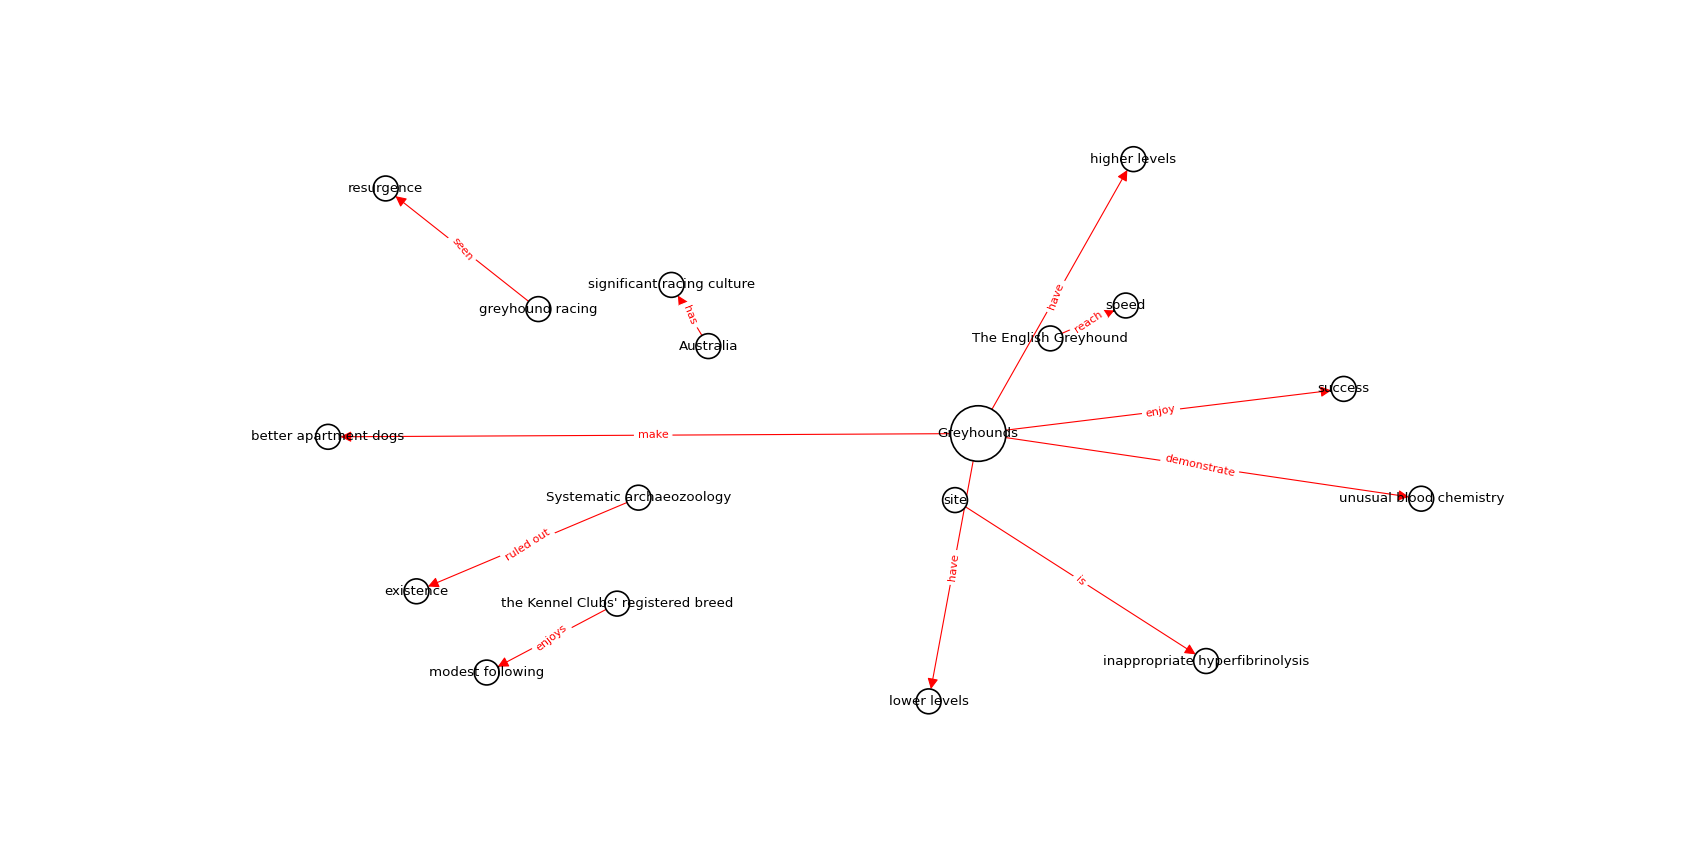 higher levels
resurgence
seen
significant racing culture
have
greyhound racing
has
speed
reach
The English Greyhound
Australia
success
enjoy
Greyhounds
make
better apartment dogs
demonstrate
Systematic archaeozoology
unusual blood chemistry
site
ruled out
have
is
existence
the Kennel Clubs' registered breed
enjoys
inappropriate hyperfibrinolysis
modest following
lower levels